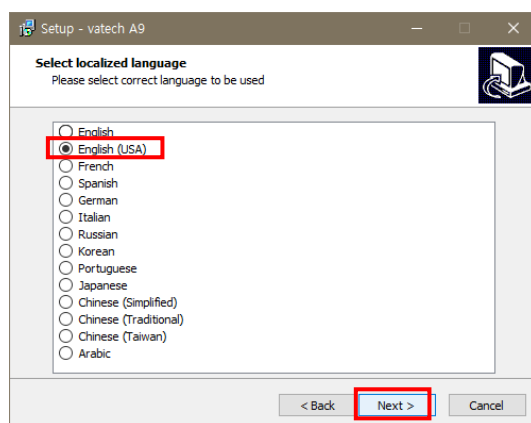 Setup - vatech A9
Select localized language
Please select correct language to be used
English
English (USA)
French
Spanish
German
Italian
Russian
Korean
Portuguese
Japanese
Chinese (Simplified)
Chinese (Traditional)
Chinese (Taiwan)
Arabic
< Back Next > Cancel